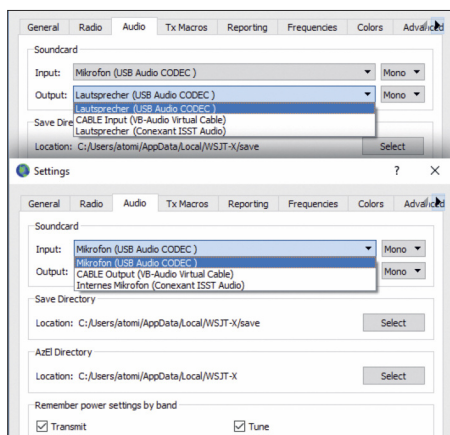 General Radio Audio Tx Macros Reporting Frequencies Colors Advanced
Soundcard
Input: Mikrofon (USB Audio CODEC ) Mono
Output: Lautsprecher (USB Audio CODEC ) Mono
Lautsprecher (USB Audio CODEC )
CABLE Input (VB-Audio Virtual Cable)
Save Dire
Lautsprecher (Conexant ISST Audio)
Location: C:/Users/atomi/AppData/Local/WSJT-X/save Select
Settings ? ×
General Radio Audio Tx Macros Reporting Frequencies Colors Advanced
Soundcard
Input: Mikrofon (USB Audio CODEC ) Mono
Mikrofon (USB Audio CODEC )
Output: CABLE Output (VB-Audio Virtual Cable) Mono
Internes Mikrofon (Conexant ISST Audio)
Save Directory
Location: C:/Users/atomi/AppData/Local/WSJT-X/save Select
AzEl Directory
Location: C:/Users/atomi/AppData/Local/WSJT-X Select
Remember power settings by band
Transmit Tune